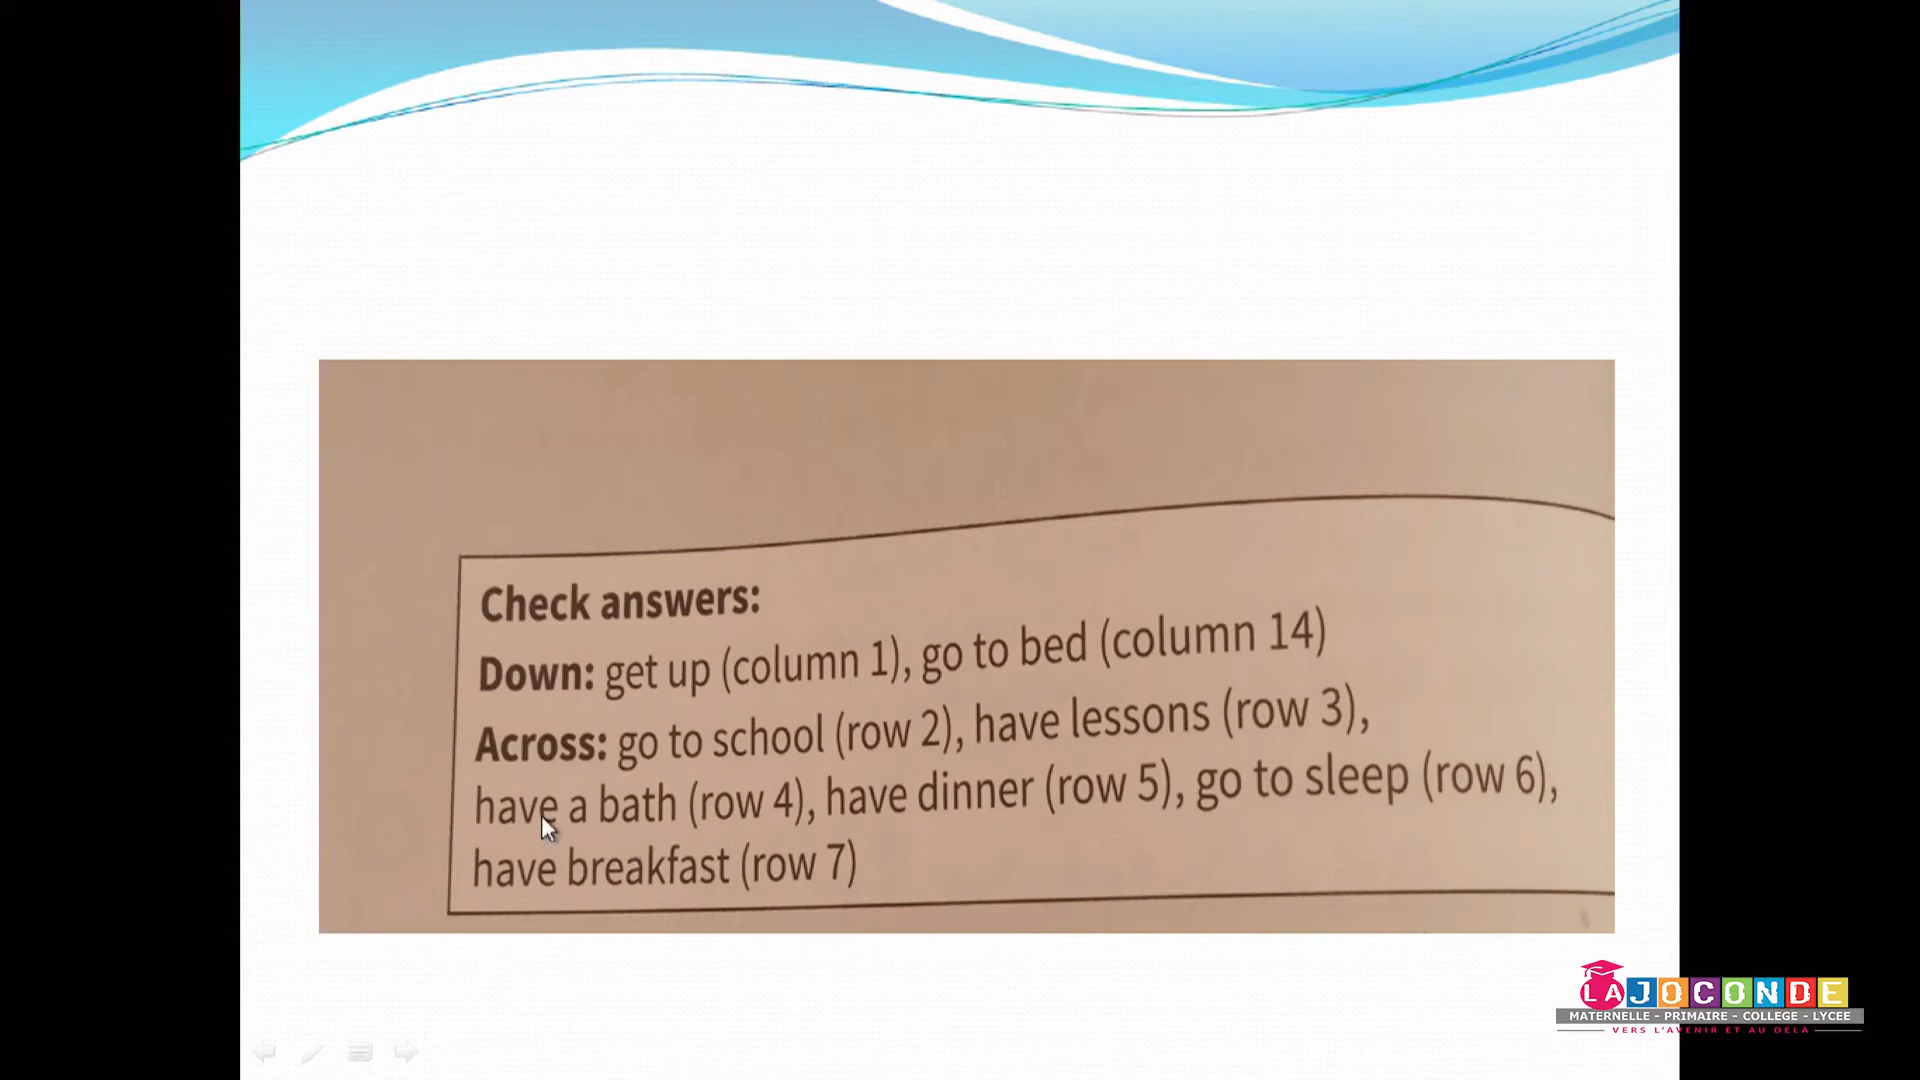 Check answers:
Down: get up (column 1), go to bed (column 14)
Across: go to school (row 2), have lessons (row 3),
have a bath (row 4), have dinner (row 5), go to sleep (row 6),
have breakfast (row 7)
LAJOCONDE
MATERNELLE - PRIMAIRE - COLLEGE - LYCEE
VERS L'AVENIR ET AU DELÀ